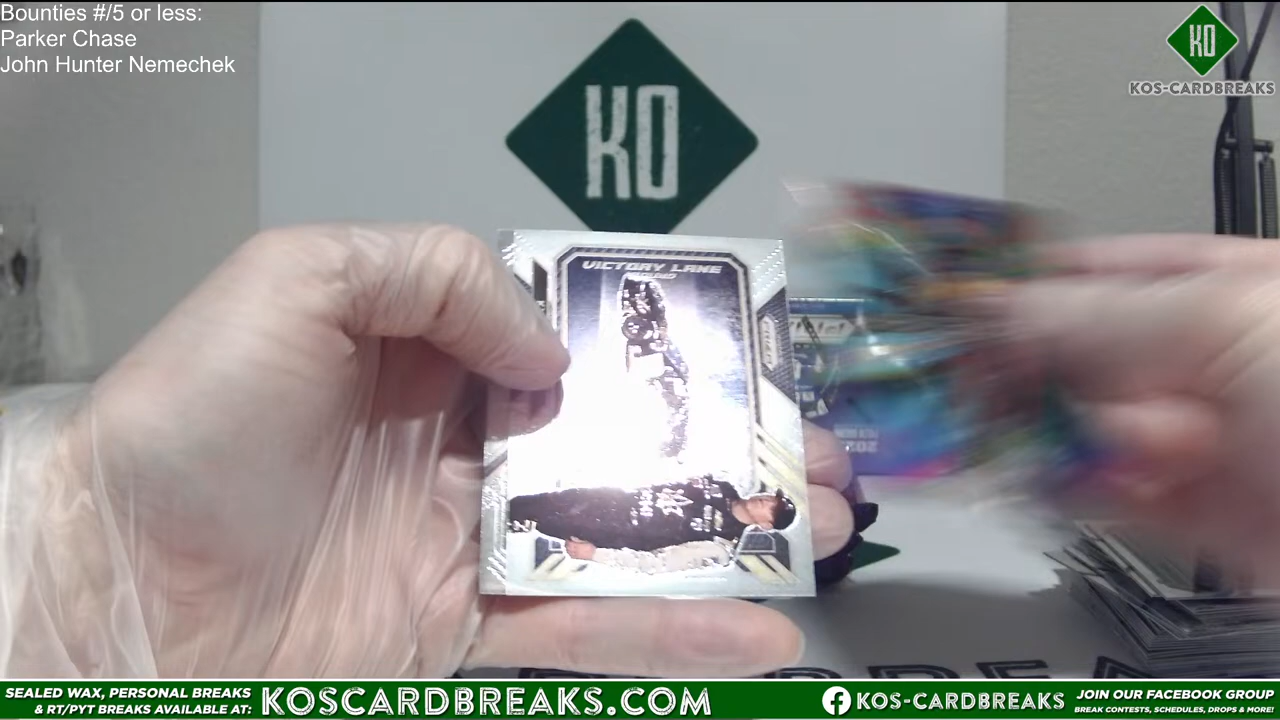 Bounties #/5 or less:
Parker Chase
John Hunter Nemechek
KO
KO
KOS-CARDBREAKS
VICTORY LANE
SEALED WAX, PERSONAL BREAKS
& RT/PYT BREAKS AVAILABLE AT:
KOSCARDBREAKS.COM
KOS-CARDBREAKS
JOIN OUR FACEBOOK GROUP
BREAK CONTESTS, SCHEDULES, DROPS & MORE!